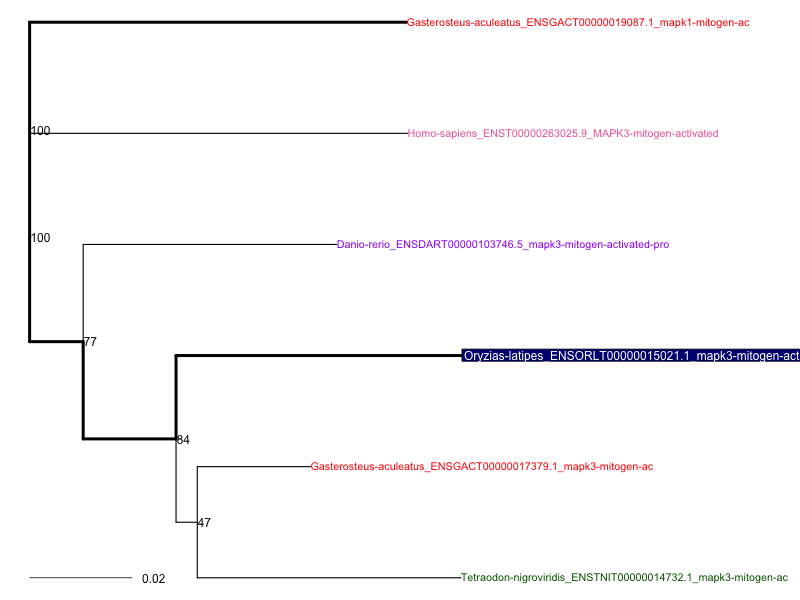 Gasterosteus-aculeatus_ENSGACT00000019087.1_mapk1-mitogen-ac
100
Homo-sapiens_ENST00000263025.9_MAPK3-mitogen-activated
100
Danio-rerio_ENSDART00000103746.5_mapk3-mitogen-activated-pro
77
Oryzias-latipes_ENSORLT00000015021.1_mapk3-mitogen-act
84
Gasterosteus-aculeatus_ENSGACT00000017379.1_mapk3-mitogen-ac
47
Tetraodon-nigroviridis_ENSTNIT00000014732.1_mapk3-mitogen-ac
0.02